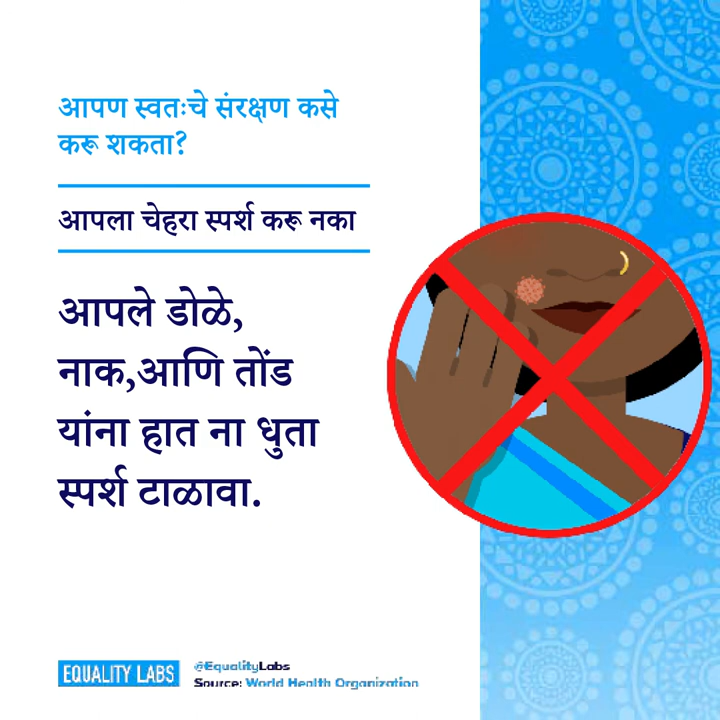 आपण स्वतःचे संरक्षण कसे
करू शकता?
आपला चेहरा स्पर्श करू नका
आपले डोळे,
नाक,आणि तोंड
यांना हात ना धुता
स्पर्श टाळावा.
EQUALITY LABS
@EqualityLabs
Source: World Health Organization